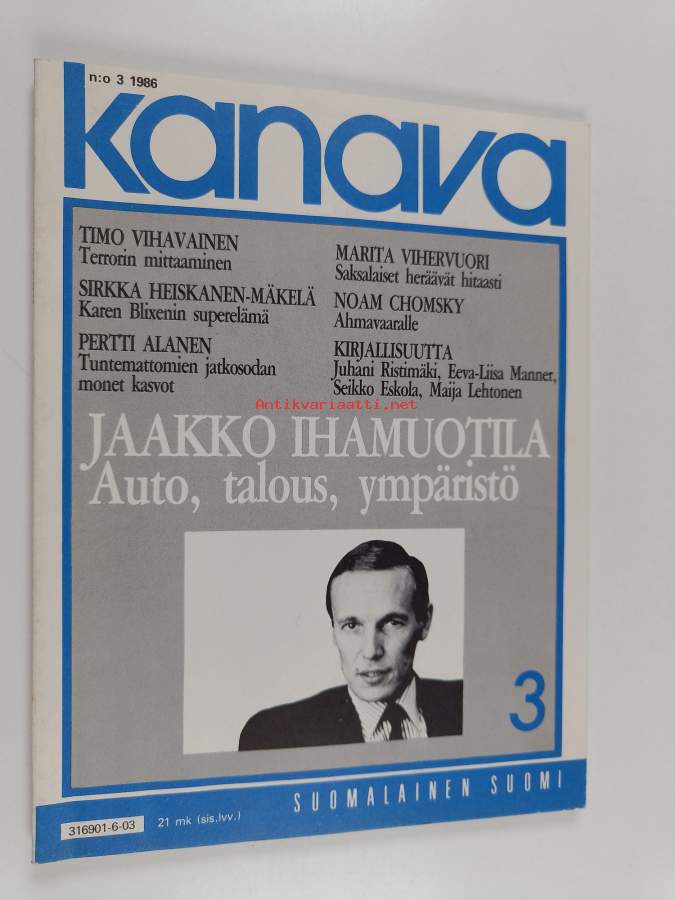 n:o 3 1986
kanava
TIMO VIHAVAINEN
Terrorin mittaaminen
SIRKKA HEISKANEN-MÄKELÄ
Karen Blixenin superelämä
PERTTI ALANEN
Tuntemattomien jatkosodan
monet kasvot
MARITA VIHERVUORI
Saksalaiset heräävät hitaasti
NOAM CHOMSKY
Ahmavaaralle
KIRJALLISUUTTA
Juhani Ristimäki, Eeva-Liisa Manner,
Seikko Eskola, Maija Lehtonen
Antikvariaatti.net
JAAKKO IHAMUOTILA
Auto, talous, ympäristö
3
SUOMALAINEN SUOMI
316901-6-03
21 mk (sis.lvv.)